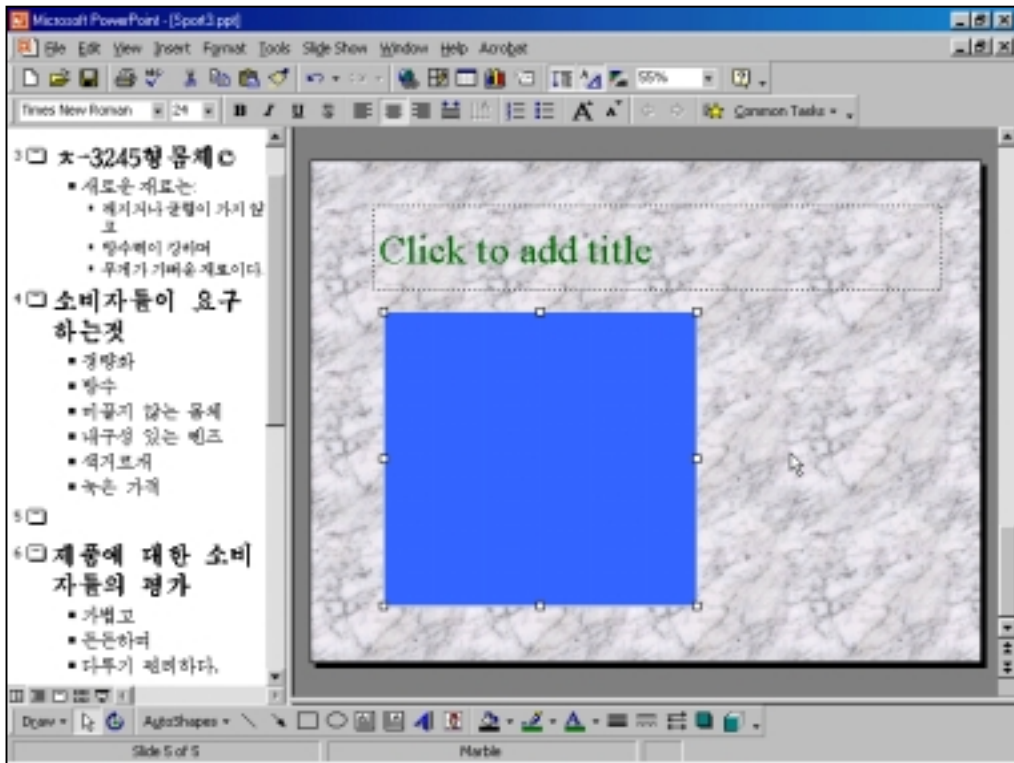 Microsoft PowerPoint - [Sport3.ppt]
File Edit View Insert Format Tools Slide Show Window Help Acrobat
55%
Times New Roman 24 B I U S Common Tasks
3 ㅊ-3245형 몸체©
새로운 재료는:
깨지거나 균렬이 가지 않
고
방수력이 강하며
무게가 가벼운 재료이다.
4 소비자들이 요구
하는것
경량화
방수
미끌지 않는 몸체
내구성 있는 렌즈
색지르개
낮은 가격
5
6 제품에 대한 소비
자들의 평가
가볍고
든든하며
다루기 편리하다.
Click to add title
Draw AutoShapes
Slide 5 of 5 Marble